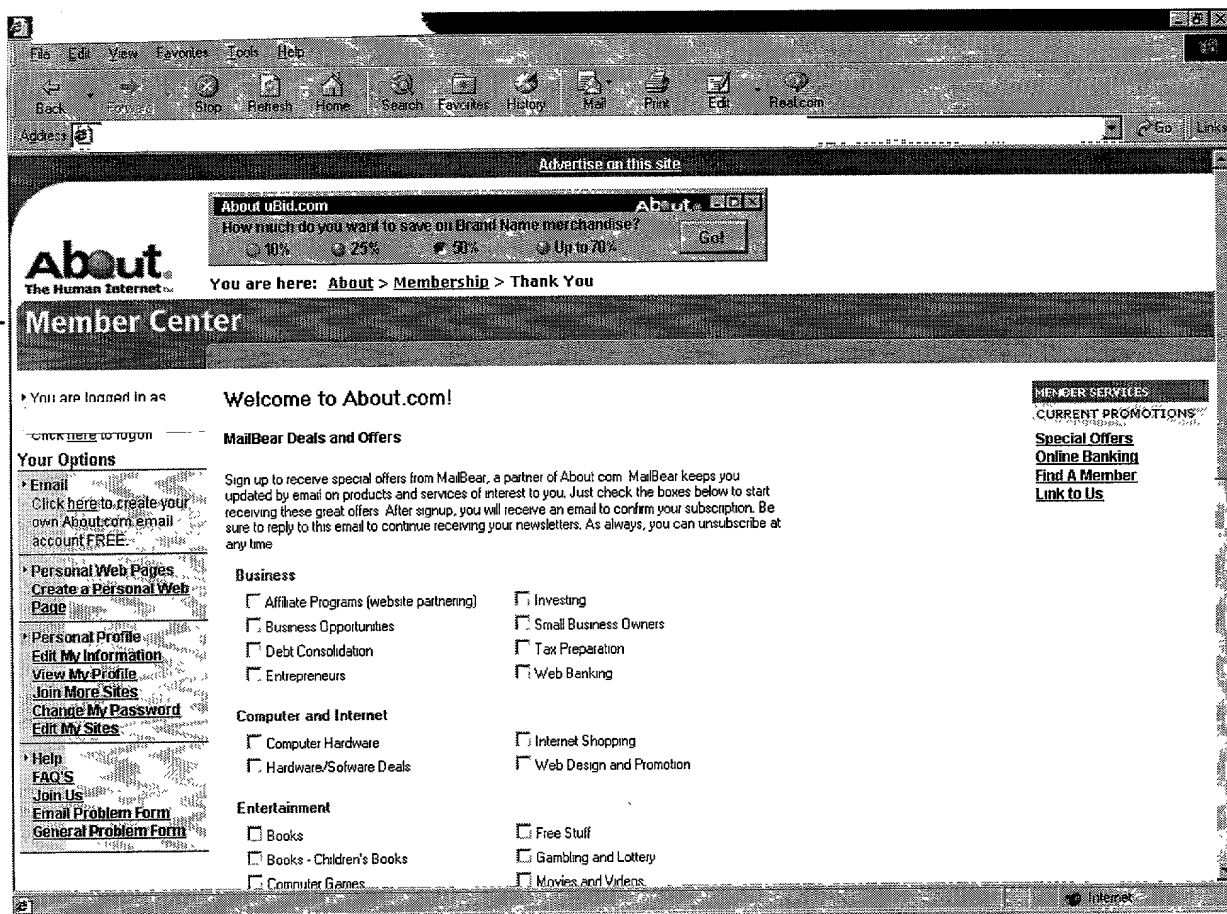 File Edit View Favorites Tools Help
Back Forward Stop Refresh Home Search Favorites History Mail Print Edit Real.com
Address Go Link
Advertise on this site
About uBid.com About
How much do you want to save on Brand Name merchandise?
10% 25% 50% Up to 70% Go!
About
The Human Internet
You are here: About > Membership > Thank You
Member Center
You are logged in as
Click here to logon
Your Options
Email
Click here to create your
own About.com email
account FREE.
Personal Web Pages
Create a Personal Web
Page
Personal Profile
Edit My Information
View My Profile
Join More Sites
Change My Password
Edit My Sites
Help
FAQ'S
Join Us
Email Problem Form
General Problem Form
Welcome to About.com!
MailBear Deals and Offers
Sign up to receive special offers from MailBear, a partner of About com MailBear keeps you
updated by email on products and services of interest to you. Just check the boxes below to start
receiving these great offers After signup, you will receive an email to confirm your subscription. Be
sure to reply to this email to continue receiving your newsletters. As always, you can unsubscribe at
any time
Business
Affiliate Programs (website partnering) Investing
Business Opportunities Small Business Owners
Debt Consolidation Tax Preparation
Entrepreneurs Web Banking
Computer and Internet
Computer Hardware Internet Shopping
Hardware/Sofware Deals Web Design and Promotion
Entertainment
Books Free Stuff
Books - Children's Books Gambling and Lottery
Computer Games Movies and Videos
MEMBER SERVICES
CURRENT PROMOTIONS
Special Offers
Online Banking
Find A Member
Link to Us
Internet